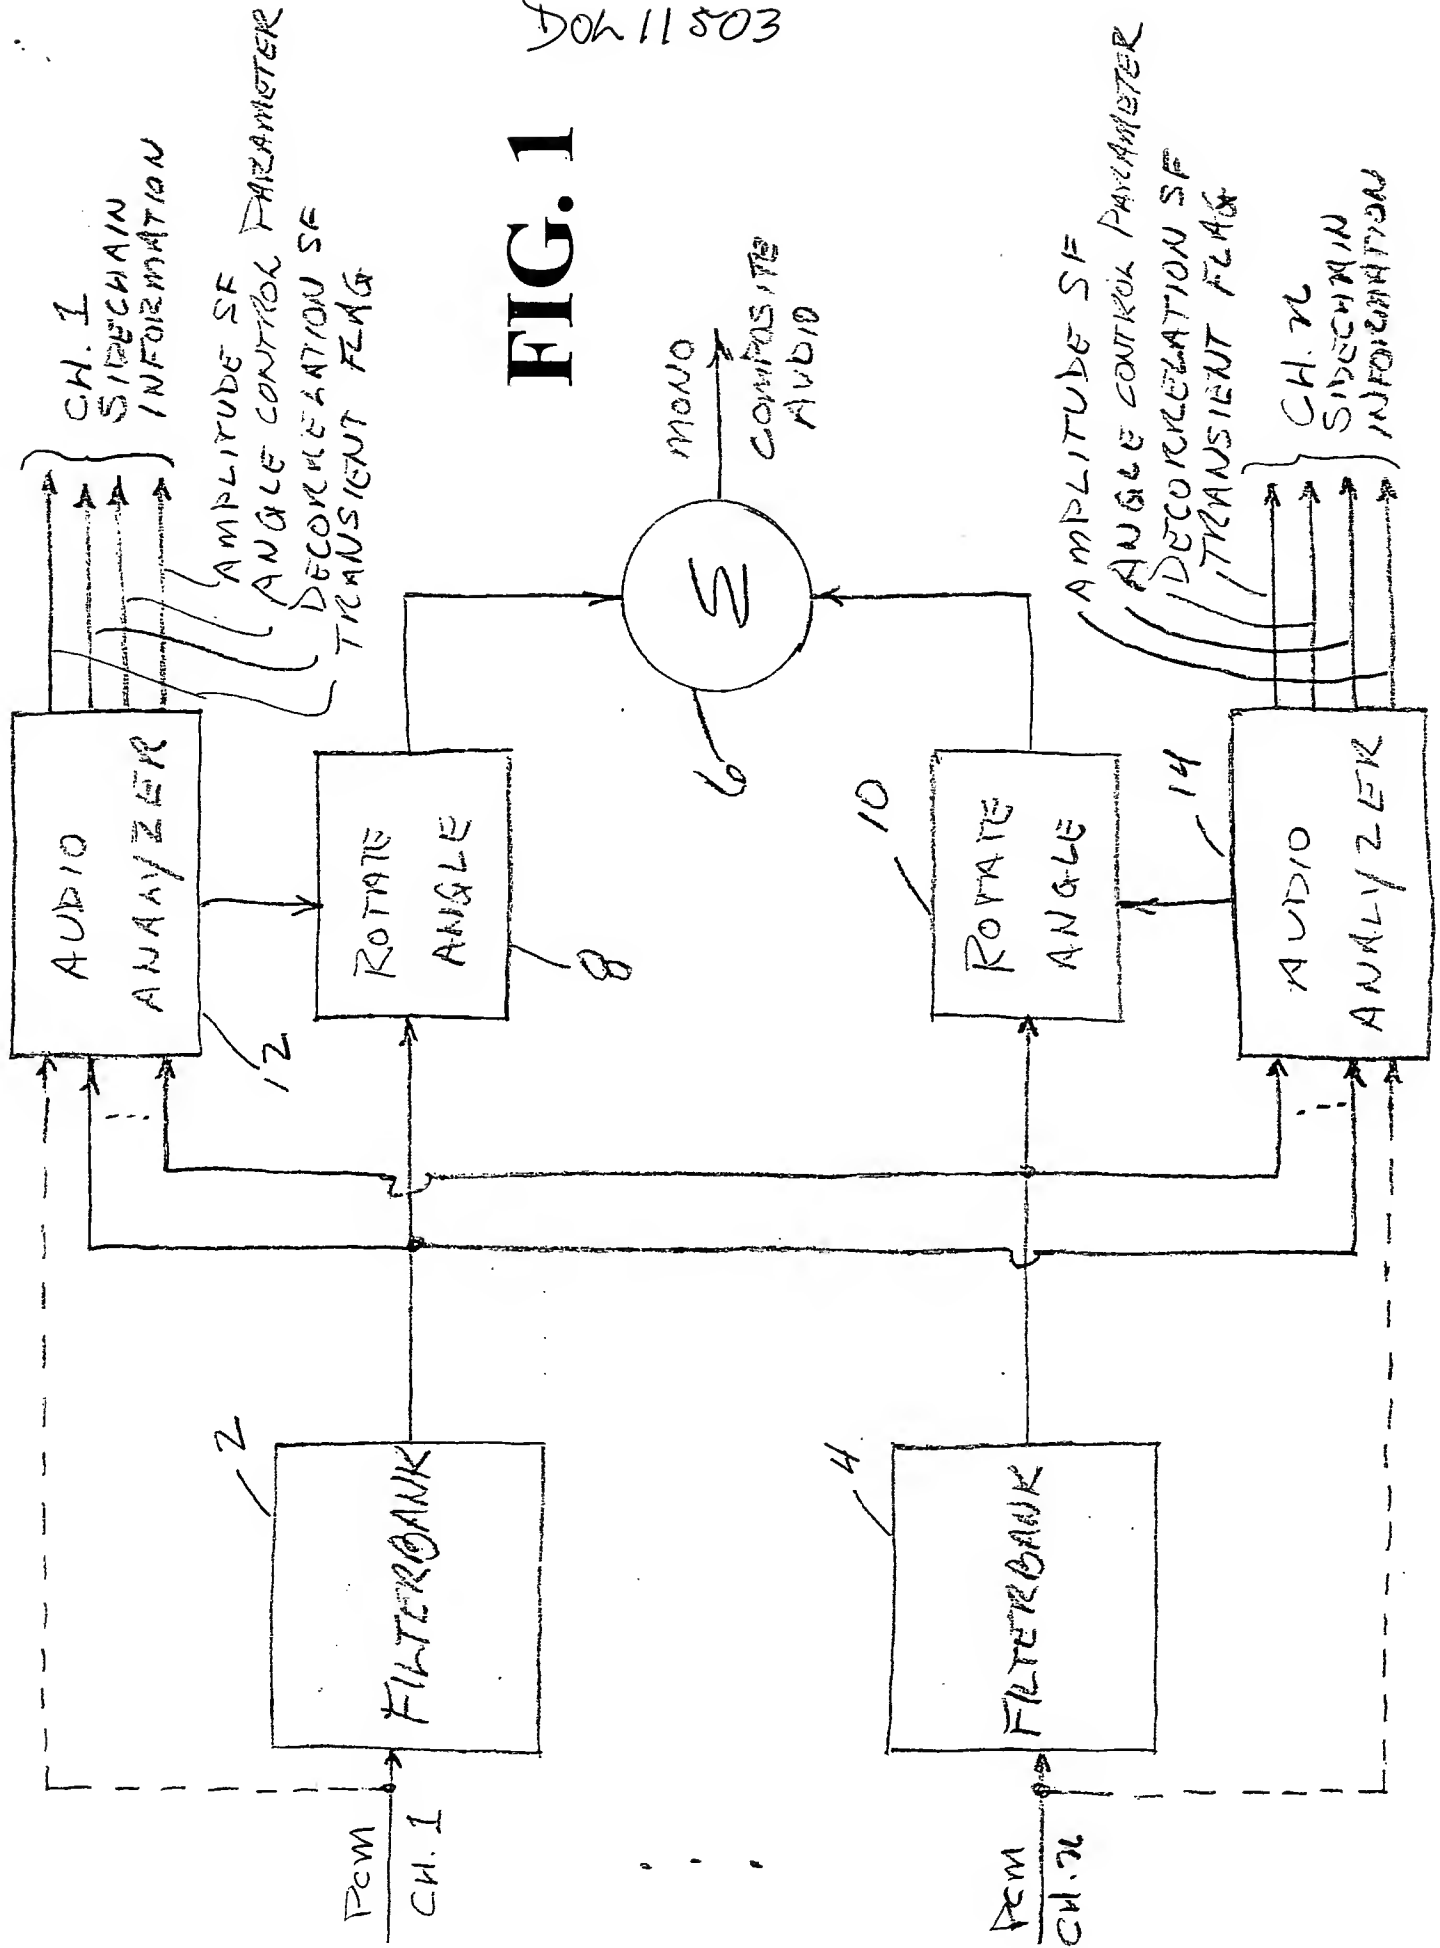 DOL11503
FIG. 1
CH. 1
SIDECHAIN
INFORMATION
AMPLITUDE SF
ANGLE CONTROL PARAMETER
DECORRELATION SF
TRANSIENT FLAG
AUDIO
ANALYZER
12
ROTATE
ANGLE
8
MONO
COMPOSITE
AUDIO
Σ
6
10
ROTATE
ANGLE
14
AUDIO
ANALYZER
AMPLITUDE SF
ANGLE CONTROL PARAMETER
DECORRELATION SF
TRANSIENT FLAG
CH. n
SIDECHAIN
INFORMATION
2
FILTERBANK
4
FILTERBANK
PCM
CH. 1
...
PCM
CH. n